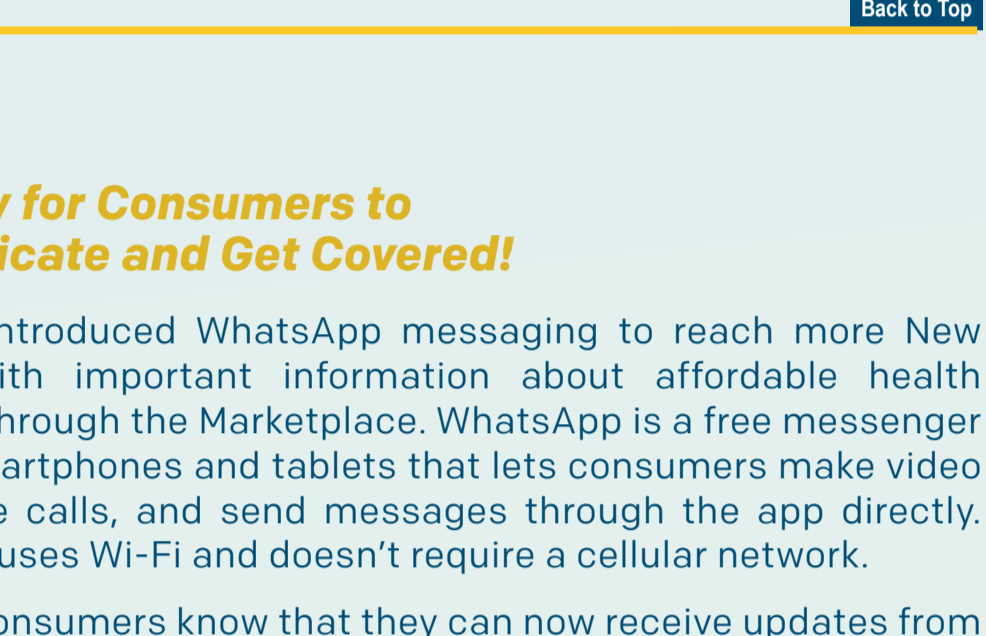 Back to Top
y for Consumers to
icate and Get Covered!
ntroduced WhatsApp messaging to reach more New
ith important information about affordable health
hrough the Marketplace. WhatsApp is a free messenger
artphones and tablets that lets consumers make video
e calls, and send messages through the app directly.
uses Wi-Fi and doesn’t require a cellular network.
onsumers know that they can now receive updates from